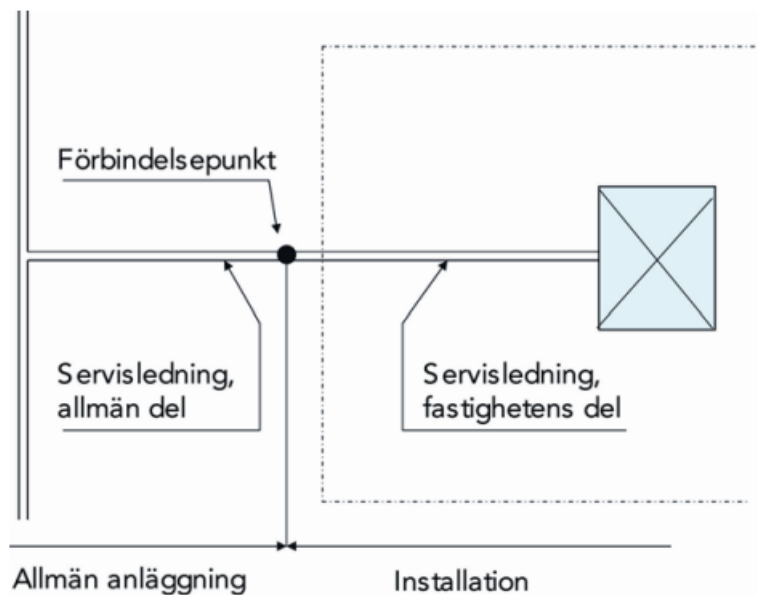 Förbindelsepunkt
Servisledning,
allmän del
Servisledning,
fastighetens del
Allmän anläggning
Installation